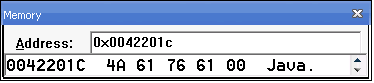 Memory
Address: 0x0042201c
0042201C 4A 61 76 61 00 Java.